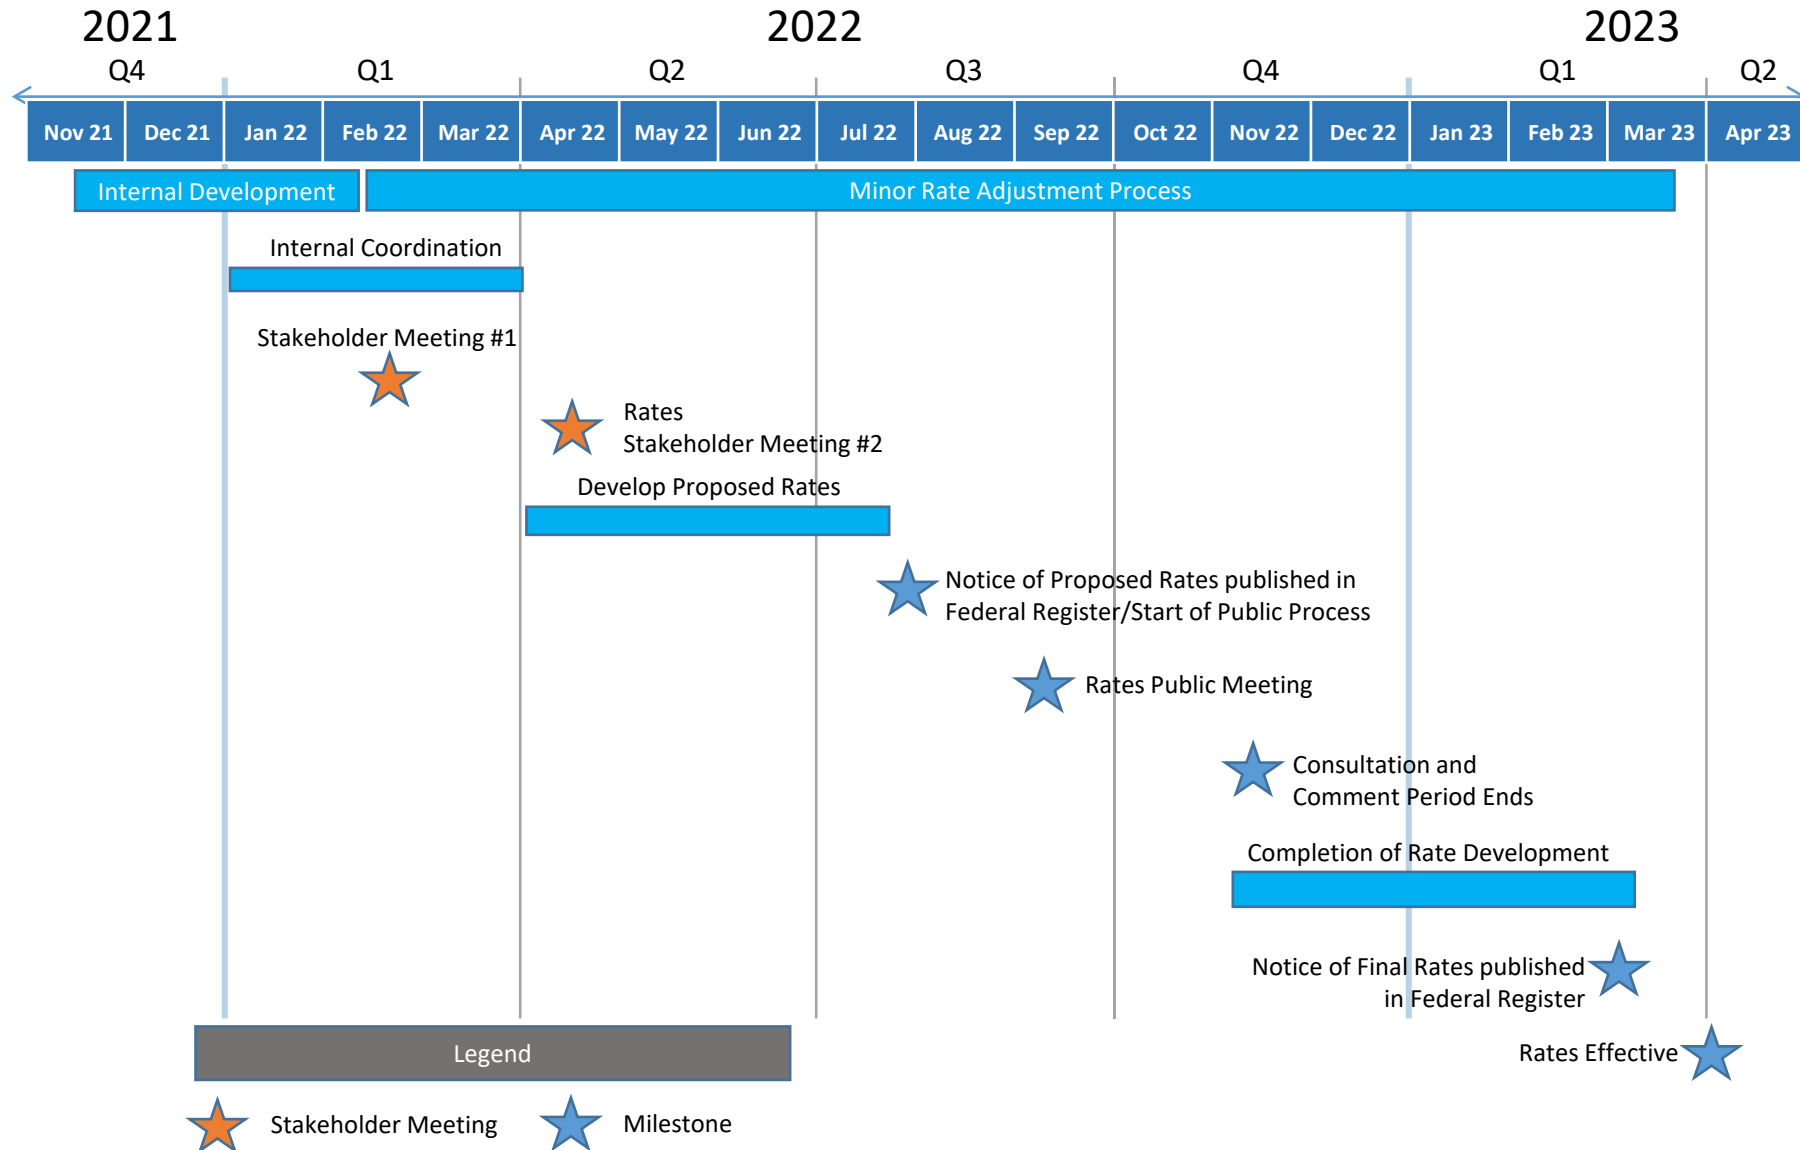 2021 2022 2023
Q4 Q1 Q2 Q3 Q4 Q1 Q2
Nov 21 Dec 21 Jan 22 Feb 22 Mar 22 Apr 22 May 22 Jun 22 Jul 22 Aug 22 Sep 22 Oct 22 Nov 22 Dec 22 Jan 23 Feb 23 Mar 23 Apr 23
Internal Development Minor Rate Adjustment Process
Internal Coordination
Stakeholder Meeting #1
Rates
Stakeholder Meeting #2
Develop Proposed Rates
Notice of Proposed Rates published in
Federal Register/Start of Public Process
Rates Public Meeting
Consultation and
Comment Period Ends
Completion of Rate Development
Notice of Final Rates published
in Federal Register
Rates Effective
Legend
Stakeholder Meeting Milestone